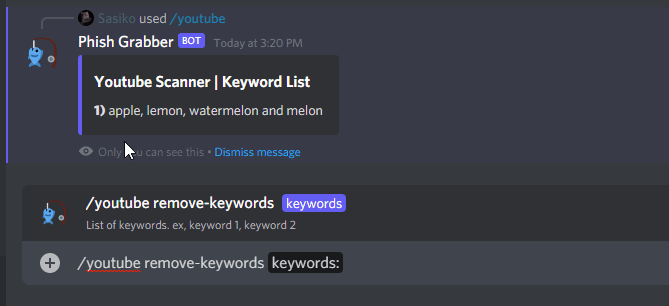 Sasiko used /youtube
Phish Grabber BOT Today at 3:20 PM
Youtube Scanner | Keyword List
1) apple, lemon, watermelon and melon
Only you can see this • Dismiss message
/youtube remove-keywords keywords
List of keywords. ex, keyword 1, keyword 2
/youtube remove-keywords keywords: